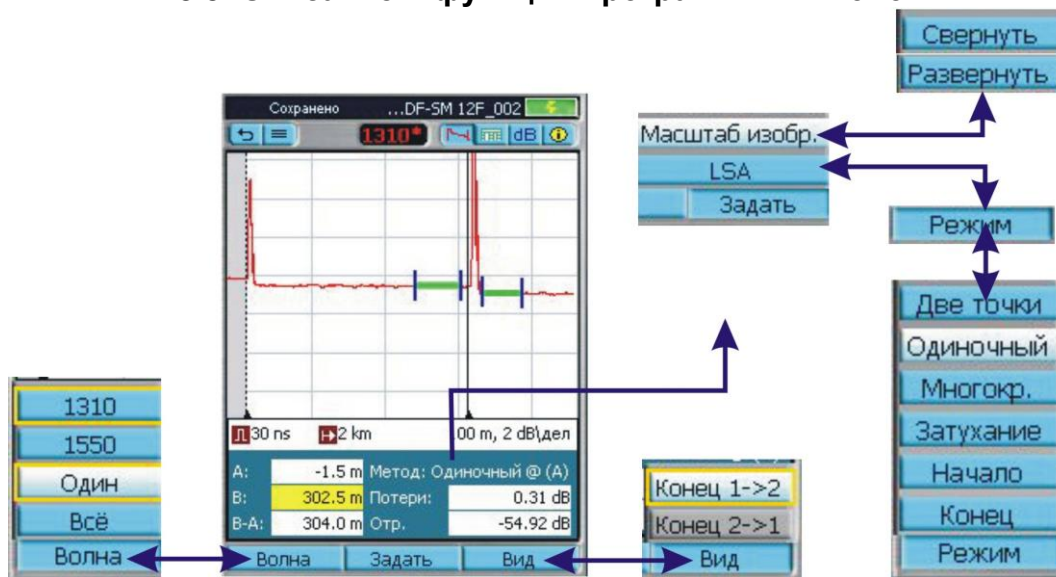 Свернуть
Развернуть
Сохранено ...DF-SM 12F_002
1310*
dB
Масштаб изобр.
LSA
Задать
Режим
Две точки
Одиночный
Многокр.
Затухание
Начало
Конец
Режим
30 ns 2 km 00 m, 2 dB\дел
A: -1.5 m Метод: Одиночный @ (A)
B: 302.5 m Потери: 0.31 dB
B-A: 304.0 m Отр. -54.92 dB
Волна Задать Вид
1310
1550
Один
Всё
Волна
Конец 1->2
Конец 2->1
Вид